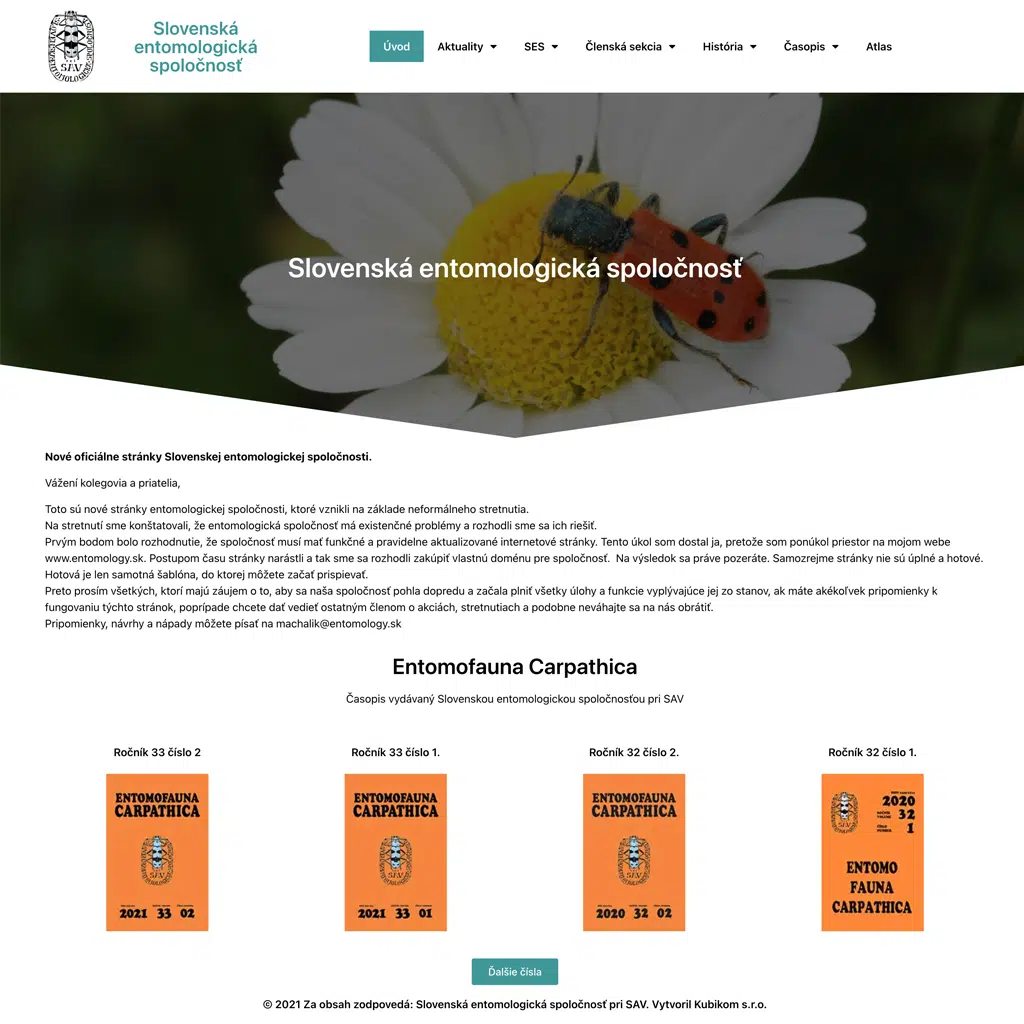 Slovenská
entomologická
spoločnosť
Úvod
Aktuality
SES
Členská sekcia
História
Časopis
Atlas
Slovenská entomologická spoločnosť
Nové oficiálne stránky Slovenskej entomologickej spoločnosti.
Vážení kolegovia a priatelia,
Toto sú nové stránky entomologickej spoločnosti, ktoré vznikli na základe neformálneho stretnutia.
Na stretnutí sme konštatovali, že entomologická spoločnosť má existenčné problémy a rozhodli sme sa ich riešiť.
Prvým bodom bolo rozhodnutie, že spoločnosť musí mať funkčné a pravidelne aktualizované internetové stránky. Tento úkol som dostal ja, pretože som ponúkol priestor na mojom webe
www.entomology.sk. Postupom času stránky narástli a tak sme sa rozhodli zakúpiť vlastnú doménu pre spoločnosť.  Na výsledok sa práve pozeráte. Samozrejme stránky nie sú úplné a hotové.
Hotová je len samotná šablóna, do ktorej môžete začať prispievať.
Preto prosím všetkých, ktorí majú záujem o to, aby sa naša spoločnosť pohla dopredu a začala plniť všetky úlohy a funkcie vyplývajúce jej zo stanov, ak máte akékoľvek pripomienky k
fungovaniu týchto stránok, poprípade chcete dať vedieť ostatným členom o akciách, stretnutiach a podobne neváhajte sa na nás obrátiť.
Pripomienky, návrhy a nápady môžete písať na machalik@entomology.sk
Entomofauna Carpathica
Časopis vydávaný Slovenskou entomologickou spoločnosťou pri SAV
Ročník 33 číslo 2
ENTOMOFAUNA
CARPATHICA
SAV
2021 33 02
Ročník 33 číslo 1.
ENTOMOFAUNA
CARPATHICA
SAV
2021 33 01
Ročník 32 číslo 2.
ENTOMOFAUNA
CARPATHICA
SAV
2020 32 02
Ročník 32 číslo 1.
2020
32
1
ENTOMO
FAUNA
CARPATHICA
Ďalšie čísla
© 2021 Za obsah zodpovedá: Slovenská entomologická spoločnosť pri SAV. Vytvoril Kubikom s.r.o.